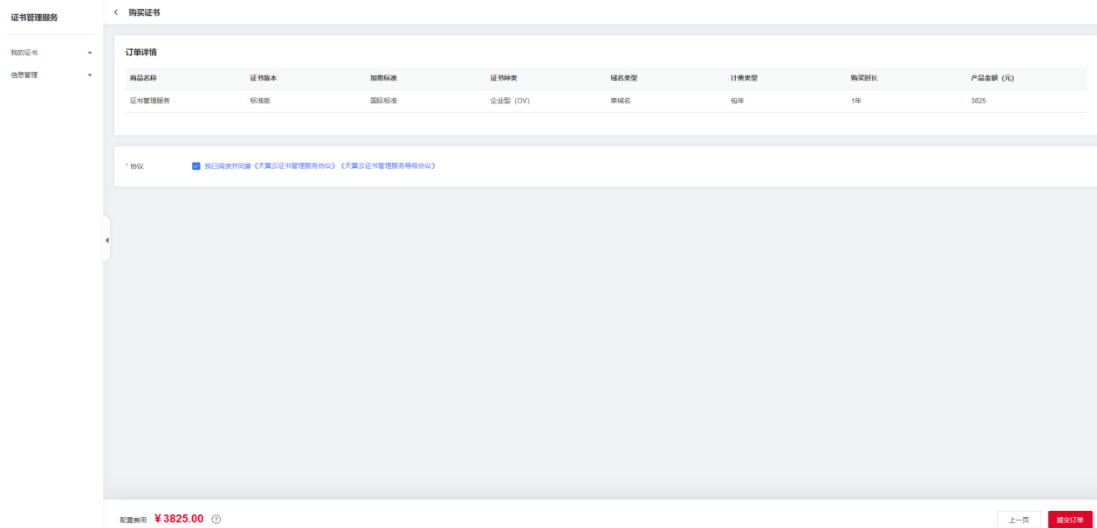 证书管理服务
购买证书
我的证书
信息管理
订单详情
商品名称 证书版本 加密标准 证书种类 域名类型 计费类型 购买时长 产品金额（元）
证书管理服务 标准版 国际标准 企业型（OV） 单域名 包年 1年 3825
* 协议 我已阅读并同意《天翼云证书管理服务协议》《天翼云证书管理服务等级协议》
配置费用 ¥3825.00 ?
上一页 提交订单